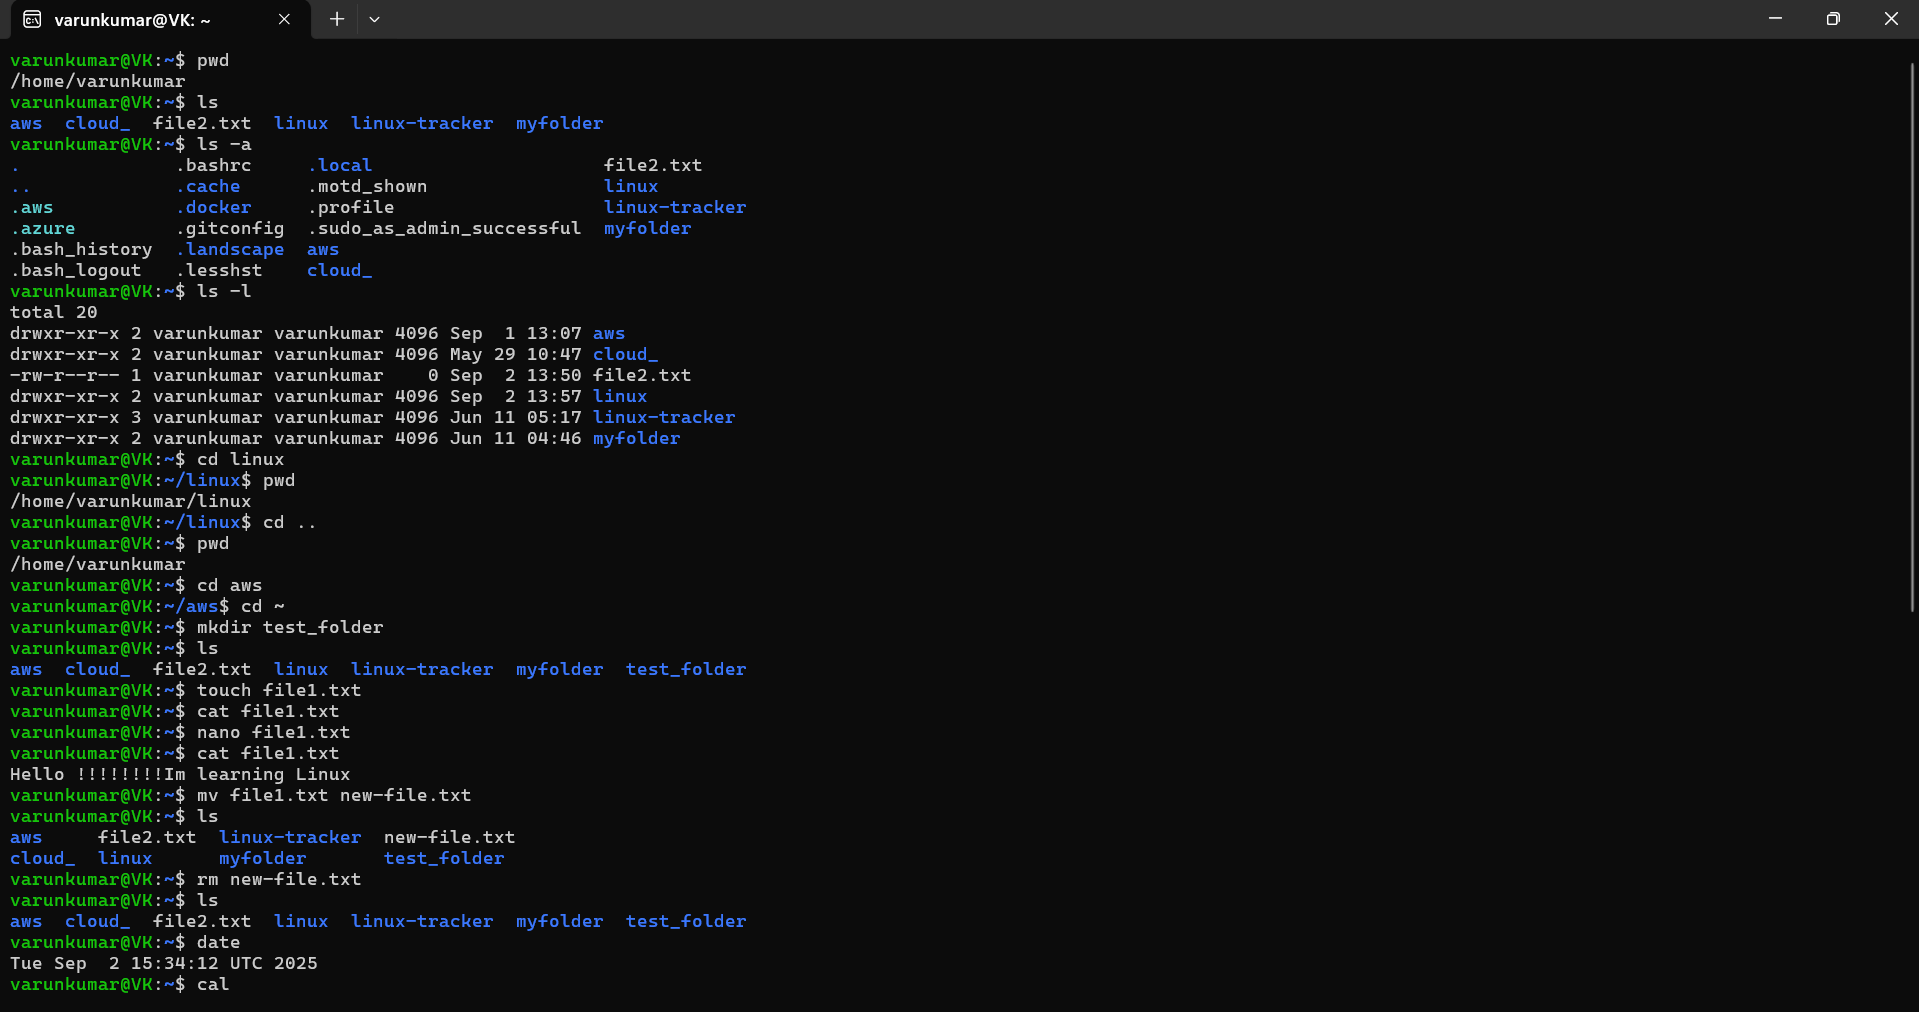 varunkumar@VK: ~
varunkumar@VK:~$ pwd
/home/varunkumar
varunkumar@VK:~$ ls
aws  cloud_  file2.txt  linux  linux-tracker  myfolder
varunkumar@VK:~$ ls -a
.              .bashrc     .local                     file2.txt
..             .cache      .motd_shown                linux
.aws           .docker     .profile                   linux-tracker
.azure         .gitconfig  .sudo_as_admin_successful  myfolder
.bash_history  .landscape  aws
.bash_logout   .lesshst    cloud_
varunkumar@VK:~$ ls -l
total 20
drwxr-xr-x 2 varunkumar varunkumar 4096 Sep  1 13:07 aws
drwxr-xr-x 2 varunkumar varunkumar 4096 May 29 10:47 cloud_
-rw-r--r-- 1 varunkumar varunkumar    0 Sep  2 13:50 file2.txt
drwxr-xr-x 2 varunkumar varunkumar 4096 Sep  2 13:57 linux
drwxr-xr-x 3 varunkumar varunkumar 4096 Jun 11 05:17 linux-tracker
drwxr-xr-x 2 varunkumar varunkumar 4096 Jun 11 04:46 myfolder
varunkumar@VK:~$ cd linux
varunkumar@VK:~/linux$ pwd
/home/varunkumar/linux
varunkumar@VK:~/linux$ cd ..
varunkumar@VK:~$ pwd
/home/varunkumar
varunkumar@VK:~$ cd aws
varunkumar@VK:~/aws$ cd ~
varunkumar@VK:~$ mkdir test_folder
varunkumar@VK:~$ ls
aws  cloud_  file2.txt  linux  linux-tracker  myfolder  test_folder
varunkumar@VK:~$ touch file1.txt
varunkumar@VK:~$ cat file1.txt
varunkumar@VK:~$ nano file1.txt
varunkumar@VK:~$ cat file1.txt
Hello !!!!!!!!Im learning Linux
varunkumar@VK:~$ mv file1.txt new-file.txt
varunkumar@VK:~$ ls
aws     file2.txt  linux-tracker  new-file.txt
cloud_  linux      myfolder       test_folder
varunkumar@VK:~$ rm new-file.txt
varunkumar@VK:~$ ls
aws  cloud_  file2.txt  linux  linux-tracker  myfolder  test_folder
varunkumar@VK:~$ date
Tue Sep  2 15:34:12 UTC 2025
varunkumar@VK:~$ cal